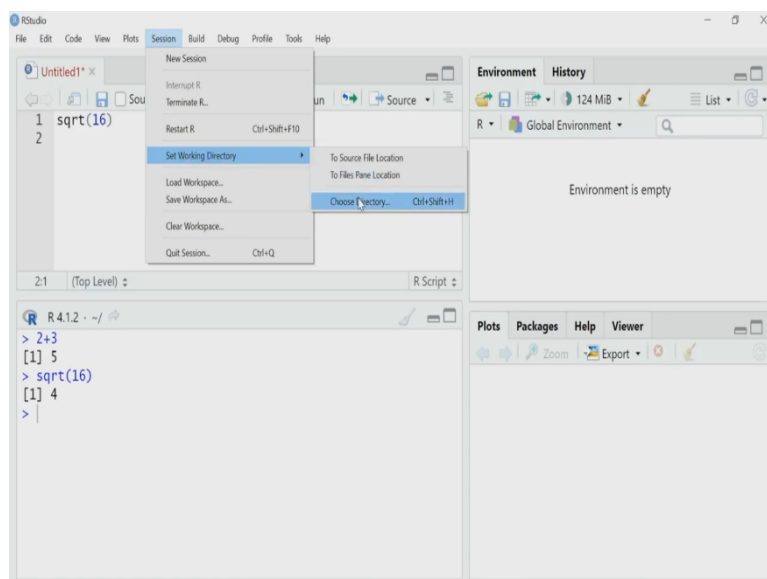 RStudio
File Edit Code View Plots Session Build Debug Profile Tools Help
Untitled1*
Sou
un
Source
1 sqrt(16)
2
2:1 (Top Level)
R Script
New Session
Interrupt R
Terminate R...
Restart R Ctrl+Shift+F10
Set Working Directory
Load Workspace...
Save Workspace As...
Clear Workspace...
Quit Session... Ctrl+Q
To Source File Location
To Files Pane Location
Choose Directory... Ctrl+Shift+H
Environment History
124 MiB
List
R Global Environment
Environment is empty
R 4.1.2 · ~/
> 2+3
[1] 5
> sqrt(16)
[1] 4
>
Plots Packages Help Viewer
Zoom Export